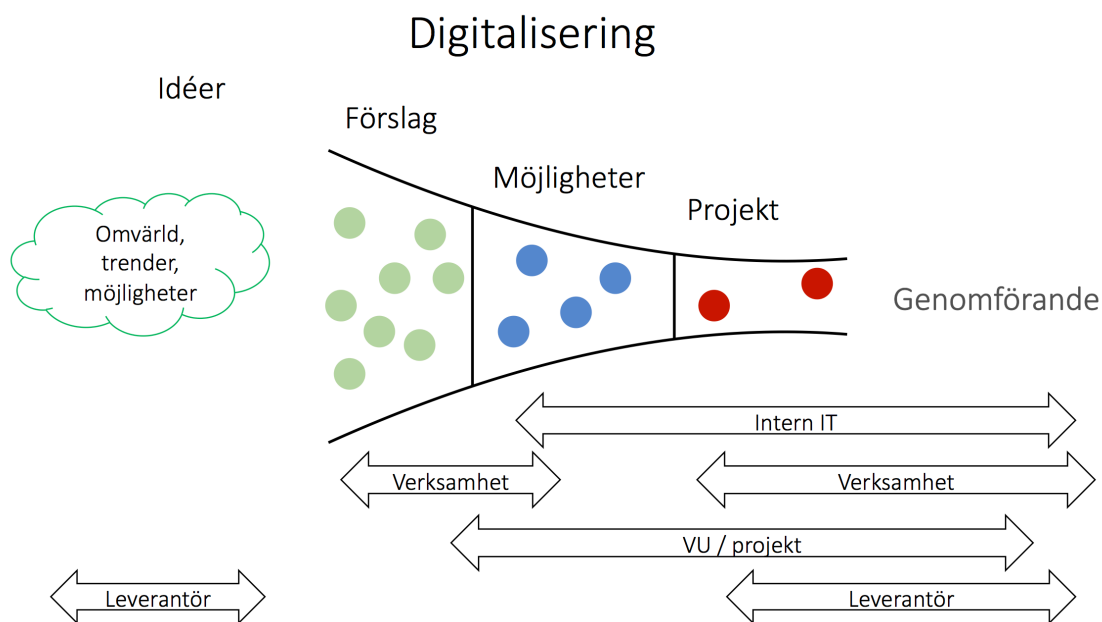 Digitalisering
Idéer
Förslag
Möjligheter
Projekt
Omvärld,
trender,
möjligheter
Genomförande
Intern IT
Verksamhet
Verksamhet
VU / projekt
Leverantör
Leverantör